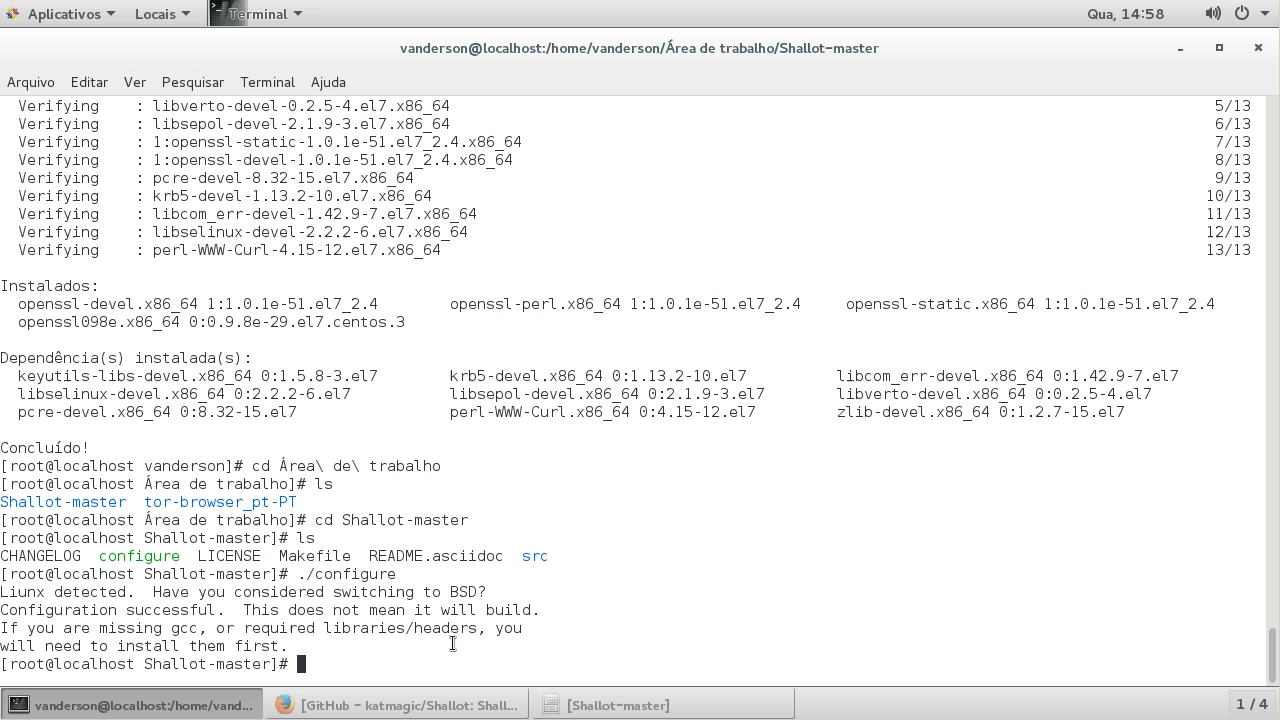 Aplicativos Locais Terminal Qua, 14:58
vanderson@localhost:/home/vanderson/Área de trabalho/Shallot-master
Arquivo Editar Ver Pesquisar Terminal Ajuda
Verifying : libverto-devel-0.2.5-4.el7.x86_64 5/13
Verifying : libsepol-devel-2.1.9-3.el7.x86_64 6/13
Verifying : 1:openssl-static-1.0.1e-51.el7_2.4.x86_64 7/13
Verifying : 1:openssl-devel-1.0.1e-51.el7_2.4.x86_64 8/13
Verifying : pcre-devel-8.32-15.el7.x86_64 9/13
Verifying : krb5-devel-1.13.2-10.el7.x86_64 10/13
Verifying : libcom_err-devel-1.42.9-7.el7.x86_64 11/13
Verifying : libselinux-devel-2.2.2-6.el7.x86_64 12/13
Verifying : perl-WWW-Curl-4.15-12.el7.x86_64 13/13
Instalados:
openssl-devel.x86_64 1:1.0.1e-51.el7_2.4 openssl-perl.x86_64 1:1.0.1e-51.el7_2.4 openssl-static.x86_64 1:1.0.1e-51.el7_2.4
openssl098e.x86_64 0:0.9.8e-29.el7.centos.3
Dependência(s) instalada(s):
keyutils-libs-devel.x86_64 0:1.5.8-3.el7 krb5-devel.x86_64 0:1.13.2-10.el7 libcom_err-devel.x86_64 0:1.42.9-7.el7
libselinux-devel.x86_64 0:2.2.2-6.el7 libsepol-devel.x86_64 0:2.1.9-3.el7 libverto-devel.x86_64 0:0.2.5-4.el7
pcre-devel.x86_64 0:8.32-15.el7 perl-WWW-Curl.x86_64 0:4.15-12.el7 zlib-devel.x86_64 0:1.2.7-15.el7
Concluído!
[root@localhost vanderson]# cd Área\ de\ trabalho
[root@localhost Área de trabalho]# ls
Shallot-master tor-browser_pt-PT
[root@localhost Área de trabalho]# cd Shallot-master
[root@localhost Shallot-master]# ls
CHANGELOG configure LICENSE Makefile README.asciidoc src
[root@localhost Shallot-master]# ./configure
Liunx detected. Have you considered switching to BSD?
Configuration successful. This does not mean it will build.
If you are missing gcc, or required libraries/headers, you
will need to install them first.
[root@localhost Shallot-master]#
vanderson@localhost:/home/vand... [GitHub - katmagic/Shallot: Shall... [Shallot-master] 1 / 4